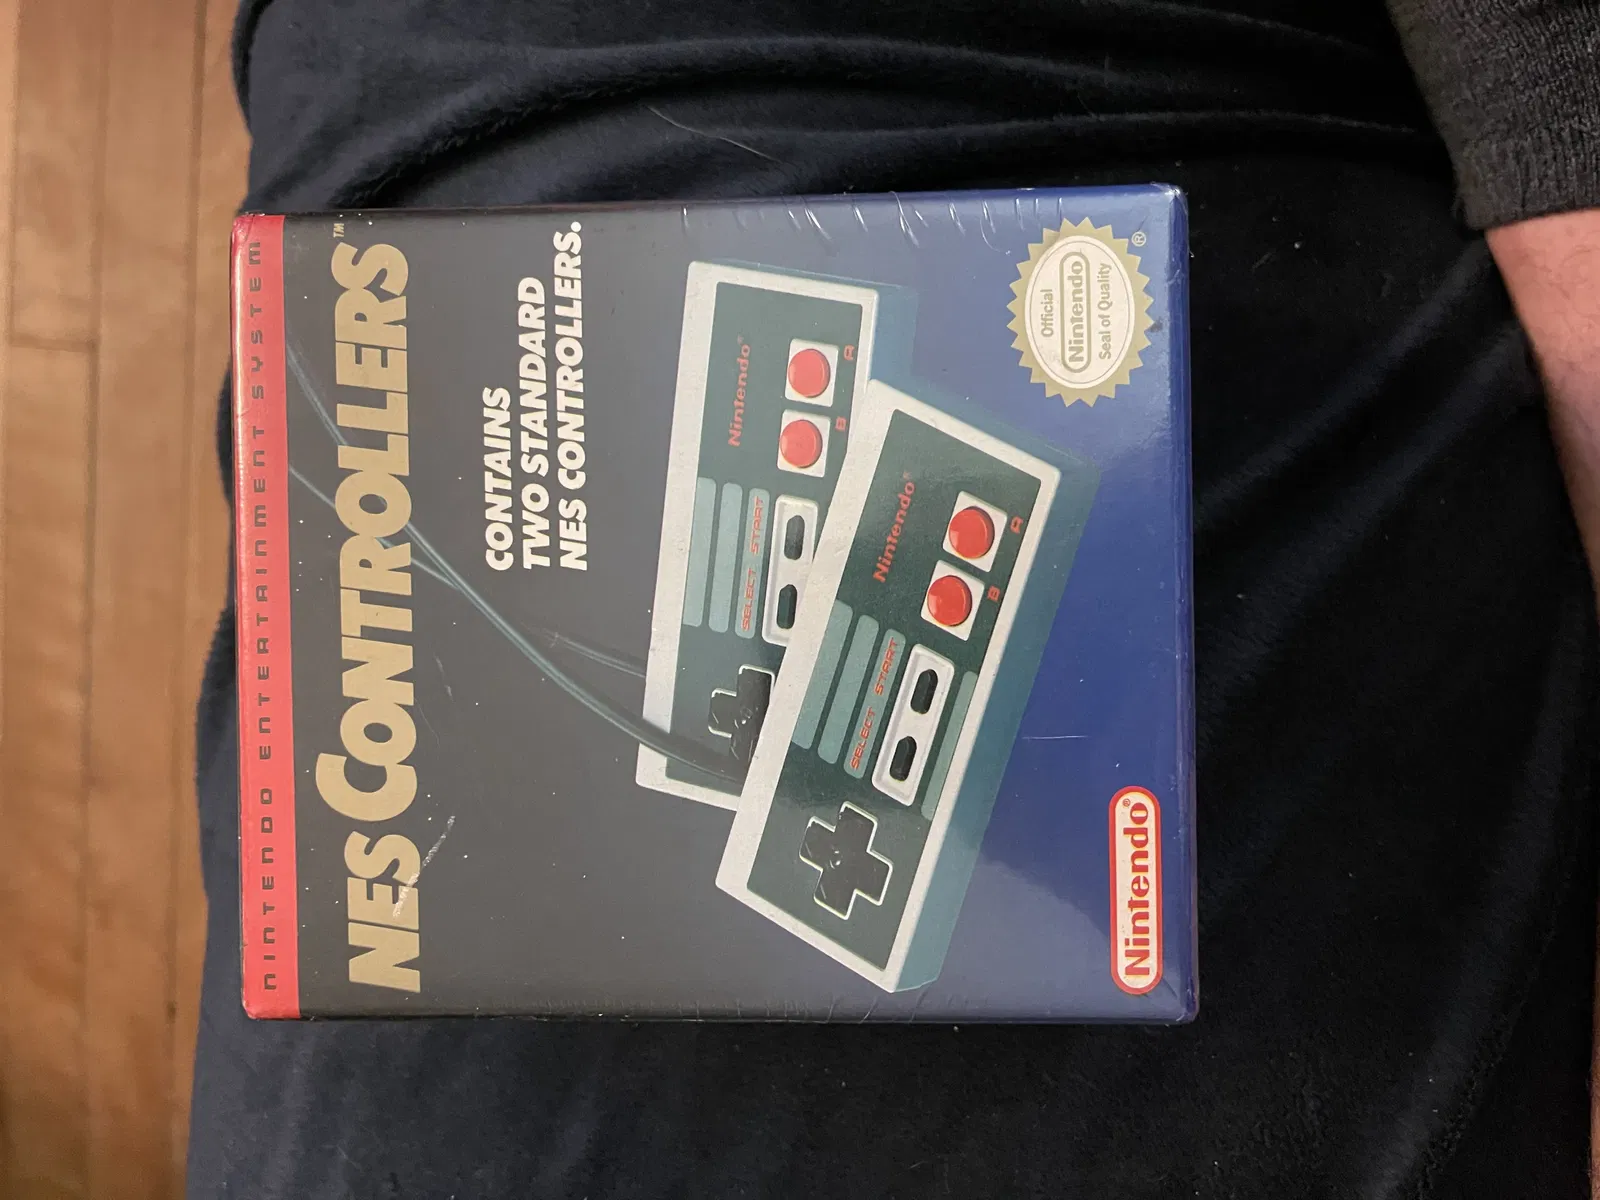 NINTENDO ENTERTAINMENT SYSTEM
NES CONTROLLERS™
CONTAINS
TWO STANDARD
NES CONTROLLERS.
Nintendo®
SELECT START
B A
Nintendo®
SELECT START
B A
Nintendo®
Official
Nintendo
Seal of Quality
®